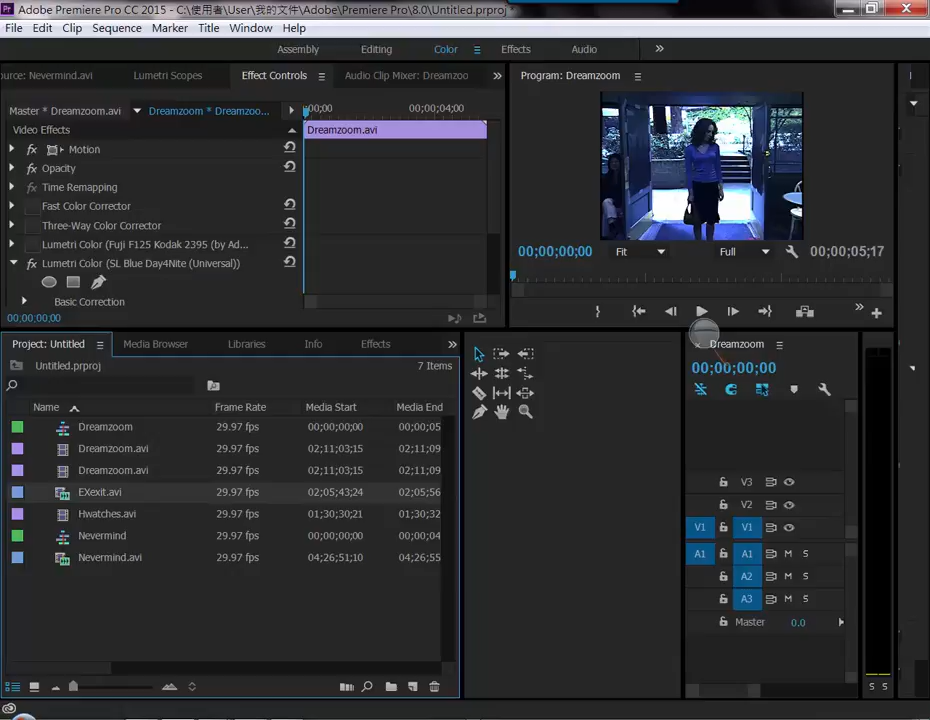 Adobe Premiere Pro CC 2015 - C:\使用者\User\我的文件\Adobe\Premiere Pro\8.0\Untitled.prproj *
File Edit Clip Sequence Marker Title Window Help
Assembly Editing Color Effects Audio
ource: Nevermind.avi Lumetri Scopes Effect Controls Audio Clip Mixer: Dreamzoo
Program: Dreamzoom
Master * Dreamzoom.avi Dreamzoom * Dreamzoo...
;00;00 00;00;04;00
Video Effects
Dreamzoom.avi
fx Motion
fx Opacity
fx Time Remapping
Fast Color Corrector
Three-Way Color Corrector
Lumetri Color (Fuji F125 Kodak 2395 (by Ad...
fx Lumetri Color (SL Blue Day4Nite (Universal))
Basic Correction
00;00;00;00
00;00;00;00 Fit Full 00;00;05;17
Project: Untitled Media Browser Libraries Info Effects
Untitled.prproj 7 Items
Name Frame Rate Media Start Media End
Dreamzoom 29.97 fps 00;00;00;00 00;00;05
Dreamzoom.avi 29.97 fps 02;11;03;15 02;11;09
Dreamzoom.avi 29.97 fps 02;11;03;15 02;11;09
EXexit.avi 29.97 fps 02;05;43;24 02;05;56
Hwatches.avi 29.97 fps 01;30;30;21 01;30;32
Nevermind 29.97 fps 00;00;00;00 00;00;04
Nevermind.avi 29.97 fps 04;26;51;10 04;26;55
× Dreamzoom
00;00;00;00
V3
V2
V1 V1
A1 A1 M S
A2 M S
A3 M S
Master 0.0
S S